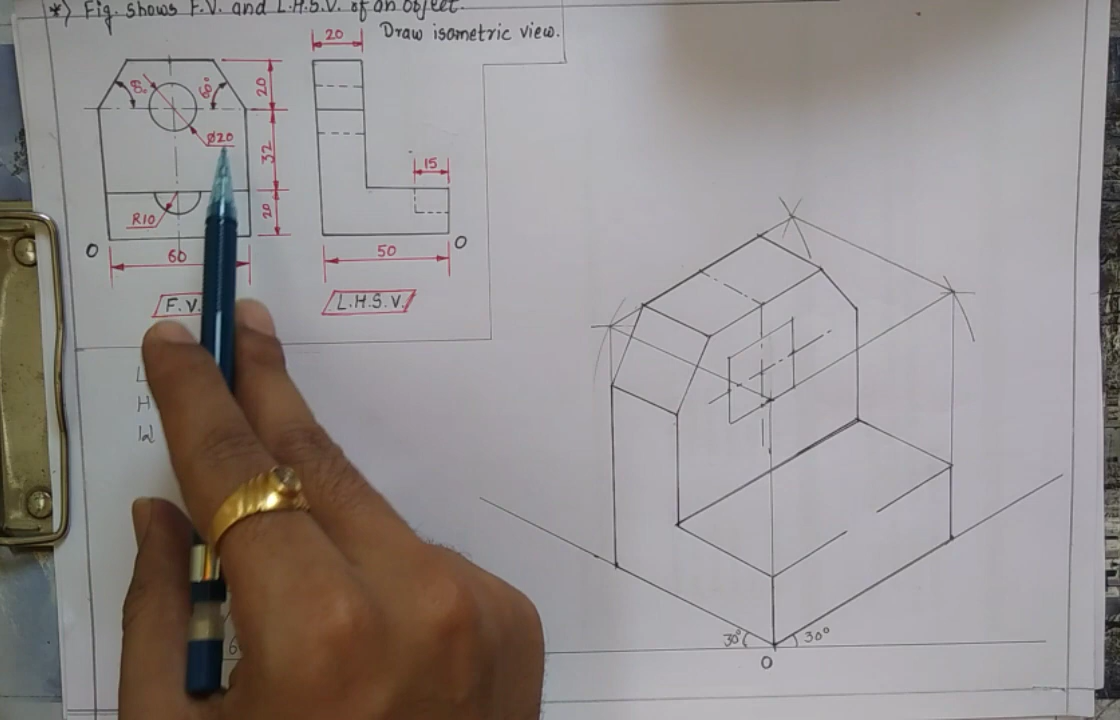 *) Fig. shows F.V. and L.H.S.V. of an object.
Draw isometric view.
20
60°
20
Ø20
32
15
R10
20
O
60
50
O
F.V.
L.H.S.V.
L
H
W
6
30°
30°
O